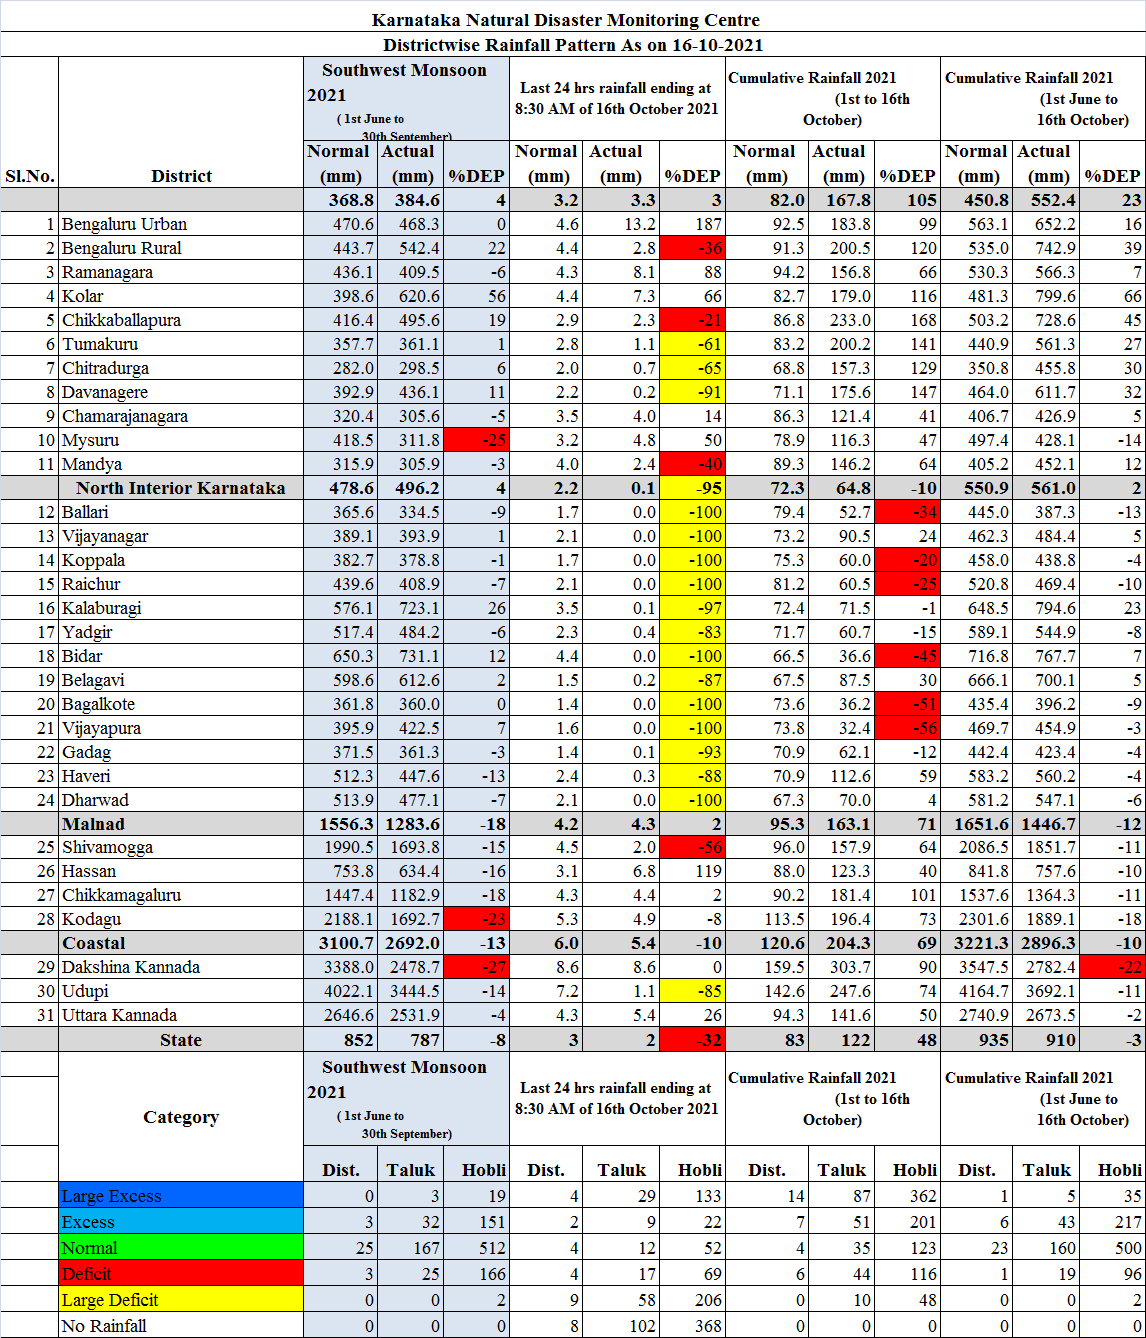 Karnataka Natural Disaster Monitoring Centre
Districtwise Rainfall Pattern As on 16-10-2021
Sl.No. District Southwest Monsoon 2021 ( 1st June to 30th September) Last 24 hrs rainfall ending at 8:30 AM of 16th October 2021 Cumulative Rainfall 2021 (1st to 16th October) Cumulative Rainfall 2021 (1st June to 16th October)
Normal (mm) Actual (mm) %DEP Normal (mm) Actual (mm) %DEP Normal (mm) Actual (mm) %DEP Normal (mm) Actual (mm) %DEP
368.8 384.6 4 3.2 3.3 3 82.0 167.8 105 450.8 552.4 23
1 Bengaluru Urban 470.6 468.3 0 4.6 13.2 187 92.5 183.8 99 563.1 652.2 16
2 Bengaluru Rural 443.7 542.4 22 4.4 2.8 -36 91.3 200.5 120 535.0 742.9 39
3 Ramanagara 436.1 409.5 -6 4.3 8.1 88 94.2 156.8 66 530.3 566.3 7
4 Kolar 398.6 620.6 56 4.4 7.3 66 82.7 179.0 116 481.3 799.6 66
5 Chikkaballapura 416.4 495.6 19 2.9 2.3 -21 86.8 233.0 168 503.2 728.6 45
6 Tumakuru 357.7 361.1 1 2.8 1.1 -61 83.2 200.2 141 440.9 561.3 27
7 Chitradurga 282.0 298.5 6 2.0 0.7 -65 68.8 157.3 129 350.8 455.8 30
8 Davanagere 392.9 436.1 11 2.2 0.2 -91 71.1 175.6 147 464.0 611.7 32
9 Chamarajanagara 320.4 305.6 -5 3.5 4.0 14 86.3 121.4 41 406.7 426.9 5
10 Mysuru 418.5 311.8 -25 3.2 4.8 50 78.9 116.3 47 497.4 428.1 -14
11 Mandya 315.9 305.9 -3 4.0 2.4 -40 89.3 146.2 64 405.2 452.1 12
North Interior Karnataka 478.6 496.2 4 2.2 0.1 -95 72.3 64.8 -10 550.9 561.0 2
12 Ballari 365.6 334.5 -9 1.7 0.0 -100 79.4 52.7 -34 445.0 387.3 -13
13 Vijayanagar 389.1 393.9 1 2.1 0.0 -100 73.2 90.5 24 462.3 484.4 5
14 Koppala 382.7 378.8 -1 1.7 0.0 -100 75.3 60.0 -20 458.0 438.8 -4
15 Raichur 439.6 408.9 -7 2.1 0.0 -100 81.2 60.5 -25 520.8 469.4 -10
16 Kalaburagi 576.1 723.1 26 3.5 0.1 -97 72.4 71.5 -1 648.5 794.6 23
17 Yadgir 517.4 484.2 -6 2.3 0.4 -83 71.7 60.7 -15 589.1 544.9 -8
18 Bidar 650.3 731.1 12 4.4 0.0 -100 66.5 36.6 -45 716.8 767.7 7
19 Belagavi 598.6 612.6 2 1.5 0.2 -87 67.5 87.5 30 666.1 700.1 5
20 Bagalkote 361.8 360.0 0 1.4 0.0 -100 73.6 36.2 -51 435.4 396.2 -9
21 Vijayapura 395.9 422.5 7 1.6 0.0 -100 73.8 32.4 -56 469.7 454.9 -3
22 Gadag 371.5 361.3 -3 1.4 0.1 -93 70.9 62.1 -12 442.4 423.4 -4
23 Haveri 512.3 447.6 -13 2.4 0.3 -88 70.9 112.6 59 583.2 560.2 -4
24 Dharwad 513.9 477.1 -7 2.1 0.0 -100 67.3 70.0 4 581.2 547.1 -6
Malnad 1556.3 1283.6 -18 4.2 4.3 2 95.3 163.1 71 1651.6 1446.7 -12
25 Shivamogga 1990.5 1693.8 -15 4.5 2.0 -56 96.0 157.9 64 2086.5 1851.7 -11
26 Hassan 753.8 634.4 -16 3.1 6.8 119 88.0 123.3 40 841.8 757.6 -10
27 Chikkamagaluru 1447.4 1182.9 -18 4.3 4.4 2 90.2 181.4 101 1537.6 1364.3 -11
28 Kodagu 2188.1 1692.7 -23 5.3 4.9 -8 113.5 196.4 73 2301.6 1889.1 -18
Coastal 3100.7 2692.0 -13 6.0 5.4 -10 120.6 204.3 69 3221.3 2896.3 -10
29 Dakshina Kannada 3388.0 2478.7 -27 8.6 8.6 0 159.5 303.7 90 3547.5 2782.4 -22
30 Udupi 4022.1 3444.5 -14 7.2 1.1 -85 142.6 247.6 74 4164.7 3692.1 -11
31 Uttara Kannada 2646.6 2531.9 -4 4.3 5.4 26 94.3 141.6 50 2740.9 2673.5 -2
State 852 787 -8 3 2 -32 83 122 48 935 910 -3
Category Southwest Monsoon 2021 ( 1st June to 30th September) Last 24 hrs rainfall ending at 8:30 AM of 16th October 2021 Cumulative Rainfall 2021 (1st to 16th October) Cumulative Rainfall 2021 (1st June to 16th October)
Dist. Taluk Hobli Dist. Taluk Hobli Dist. Taluk Hobli Dist. Taluk Hobli
Large Excess 0 3 19 4 29 133 14 87 362 1 5 35
Excess 3 32 151 2 9 22 7 51 201 6 43 217
Normal 25 167 512 4 12 52 4 35 123 23 160 500
Deficit 3 25 166 4 17 69 6 44 116 1 19 96
Large Deficit 0 0 2 9 58 206 0 10 48 0 0 2
No Rainfall 0 0 0 8 102 368 0 0 0 0 0 0